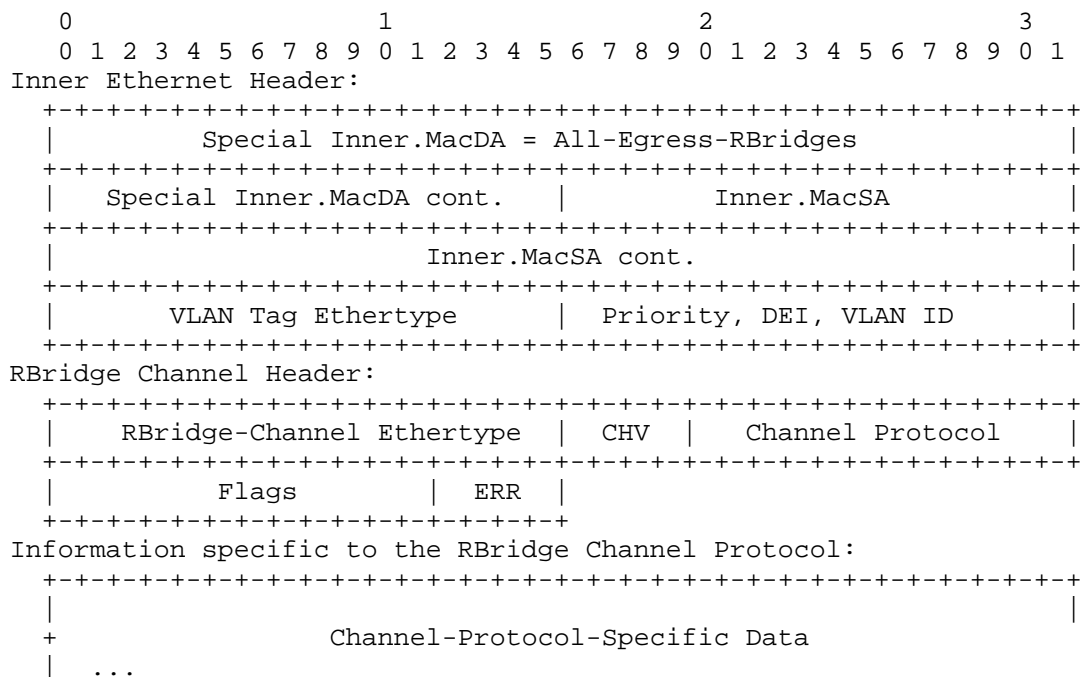 0                   1                   2                   3
    0 1 2 3 4 5 6 7 8 9 0 1 2 3 4 5 6 7 8 9 0 1 2 3 4 5 6 7 8 9 0 1
Inner Ethernet Header:
   +-+-+-+-+-+-+-+-+-+-+-+-+-+-+-+-+-+-+-+-+-+-+-+-+-+-+-+-+-+-+-+-+
   |         Special Inner.MacDA = All-Egress-RBridges             |
   +-+-+-+-+-+-+-+-+-+-+-+-+-+-+-+-+-+-+-+-+-+-+-+-+-+-+-+-+-+-+-+-+
   |   Special Inner.MacDA cont.   |         Inner.MacSA           |
   +-+-+-+-+-+-+-+-+-+-+-+-+-+-+-+-+-+-+-+-+-+-+-+-+-+-+-+-+-+-+-+-+
   |                       Inner.MacSA cont.                       |
   +-+-+-+-+-+-+-+-+-+-+-+-+-+-+-+-+-+-+-+-+-+-+-+-+-+-+-+-+-+-+-+-+
   |       VLAN Tag Ethertype      |  Priority, DEI, VLAN ID       |
   +-+-+-+-+-+-+-+-+-+-+-+-+-+-+-+-+-+-+-+-+-+-+-+-+-+-+-+-+-+-+-+-+
RBridge Channel Header:
   +-+-+-+-+-+-+-+-+-+-+-+-+-+-+-+-+-+-+-+-+-+-+-+-+-+-+-+-+-+-+-+-+
   |    RBridge-Channel Ethertype  |  CHV  |   Channel Protocol    |
   +-+-+-+-+-+-+-+-+-+-+-+-+-+-+-+-+-+-+-+-+-+-+-+-+-+-+-+-+-+-+-+-+
   |          Flags        |  ERR  |
   +-+-+-+-+-+-+-+-+-+-+-+-+-+-+-+-+
Information specific to the RBridge Channel Protocol:
   +-+-+-+-+-+-+-+-+-+-+-+-+-+-+-+-+-+-+-+-+-+-+-+-+-+-+-+-+-+-+-+-+
   |                                                               |
   +                 Channel-Protocol-Specific Data
   |  ...